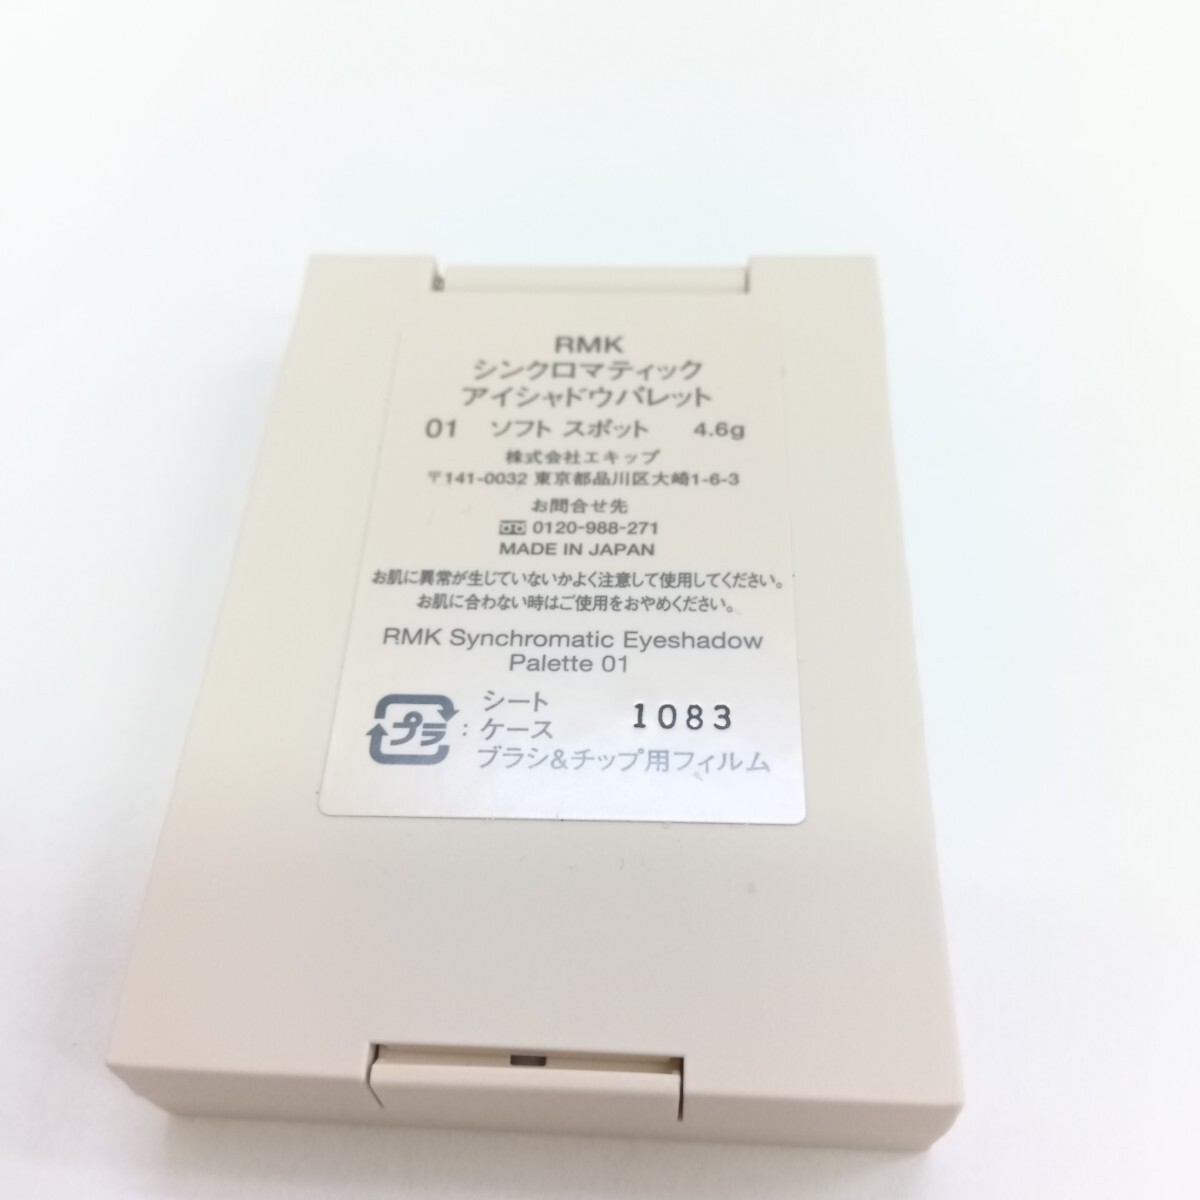 RMK
シンクロマティック
アイシャドウパレット
01 ソフト スポット 4.6g
株式会社エキップ
〒141-0032 東京都品川区大崎1-6-3
お問合せ先
0120-988-271
MADE IN JAPAN
お肌に異常が生じていないかよく注意して使用してください。
お肌に合わない時はご使用をおやめください。
RMK Synchromatic Eyeshadow
Palette 01
プラ : シート
ケース
ブラシ&チップ用フィルム
1083